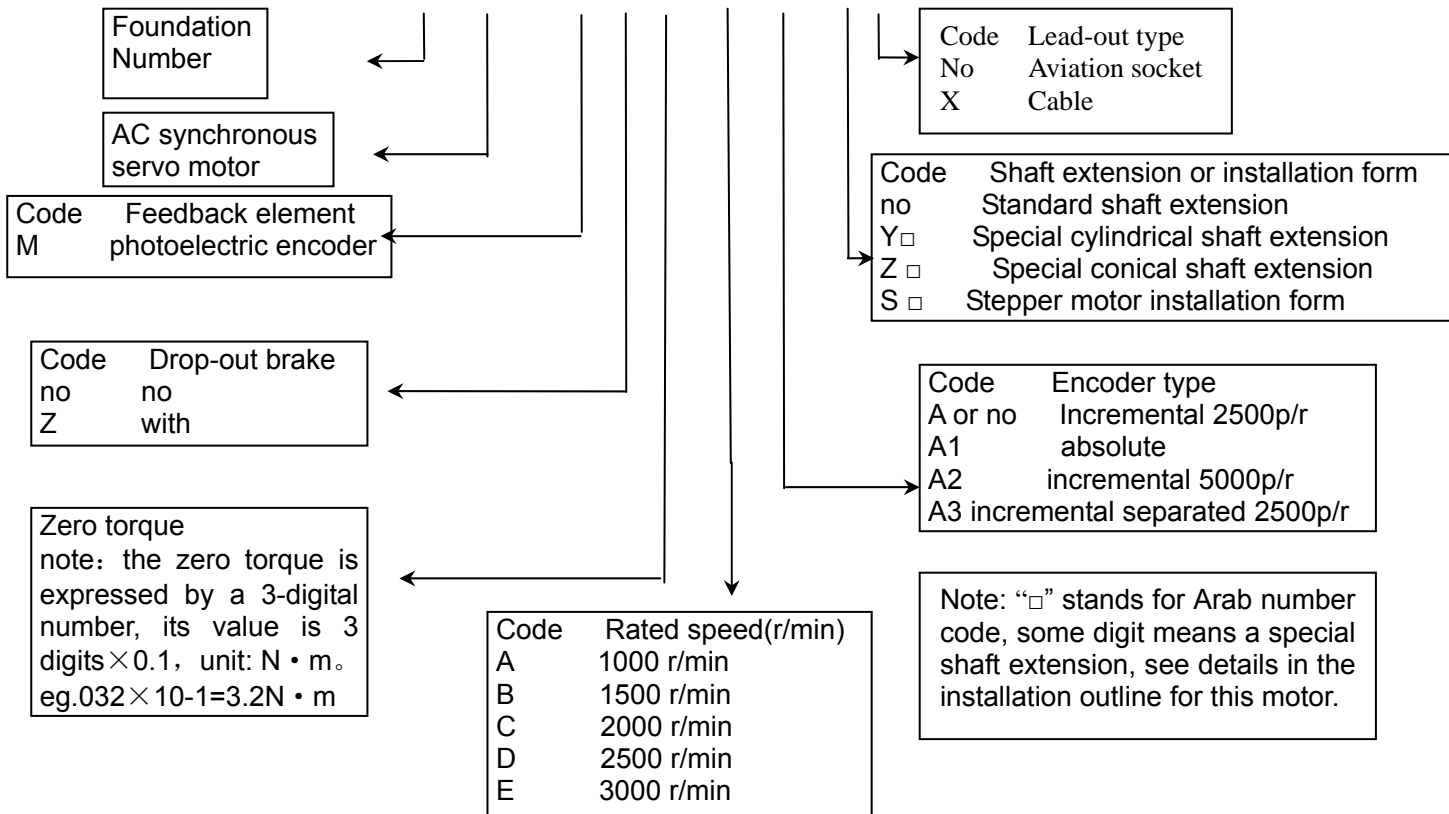 Foundation
Number
AC synchronous
servo motor
Code Feedback element
M photoelectric encoder
Code Drop-out brake
no no
Z with
Zero torque
note：the zero torque is
expressed by a 3-digital
number, its value is 3
digits×0.1，unit: N·m。
eg.032×10-1=3.2N·m
Code Rated speed(r/min)
A 1000 r/min
B 1500 r/min
C 2000 r/min
D 2500 r/min
E 3000 r/min
Code Lead-out type
No Aviation socket
X Cable
Code Shaft extension or installation form
no Standard shaft extension
Y□ Special cylindrical shaft extension
Z □ Special conical shaft extension
S □ Stepper motor installation form
Code Encoder type
A or no Incremental 2500p/r
A1 absolute
A2 incremental 5000p/r
A3 incremental separated 2500p/r
Note: “□” stands for Arab number
code, some digit means a special
shaft extension, see details in the
installation outline for this motor.